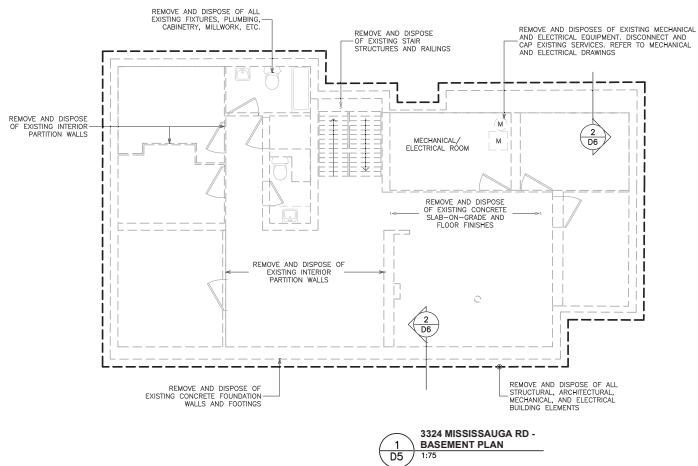 REMOVE AND DISPOSE OF ALL
EXISTING FIXTURES, PLUMBING,
CABINETRY, MILLWORK, ETC.
REMOVE AND DISPOSE
OF EXISTING STAIR
STRUCTURES AND RAILINGS
REMOVE AND DISPOSES OF EXISTING MECHANICAL
AND ELECTRICAL EQUIPMENT. DISCONNECT AND
CAP EXISTING SERVICES. REFER TO MECHANICAL
AND ELECTRICAL DRAWINGS
REMOVE AND DISPOSE
OF EXISTING INTERIOR
PARTITION WALLS
M
M
MECHANICAL/
ELECTRICAL ROOM
2
D6
REMOVE AND DISPOSE
OF EXISTING CONCRETE
SLAB-ON-GRADE AND
FLOOR FINISHES
REMOVE AND DISPOSE OF
EXISTING INTERIOR
PARTITION WALLS
2
D6
REMOVE AND DISPOSE OF
EXISTING CONCRETE FOUNDATION
WALLS AND FOOTINGS
REMOVE AND DISPOSE OF ALL
STRUCTURAL, ARCHITECTURAL,
MECHANICAL, AND ELECTRICAL
BUILDING ELEMENTS
1
D5
3324 MISSISSAUGA RD -
BASEMENT PLAN
1:75